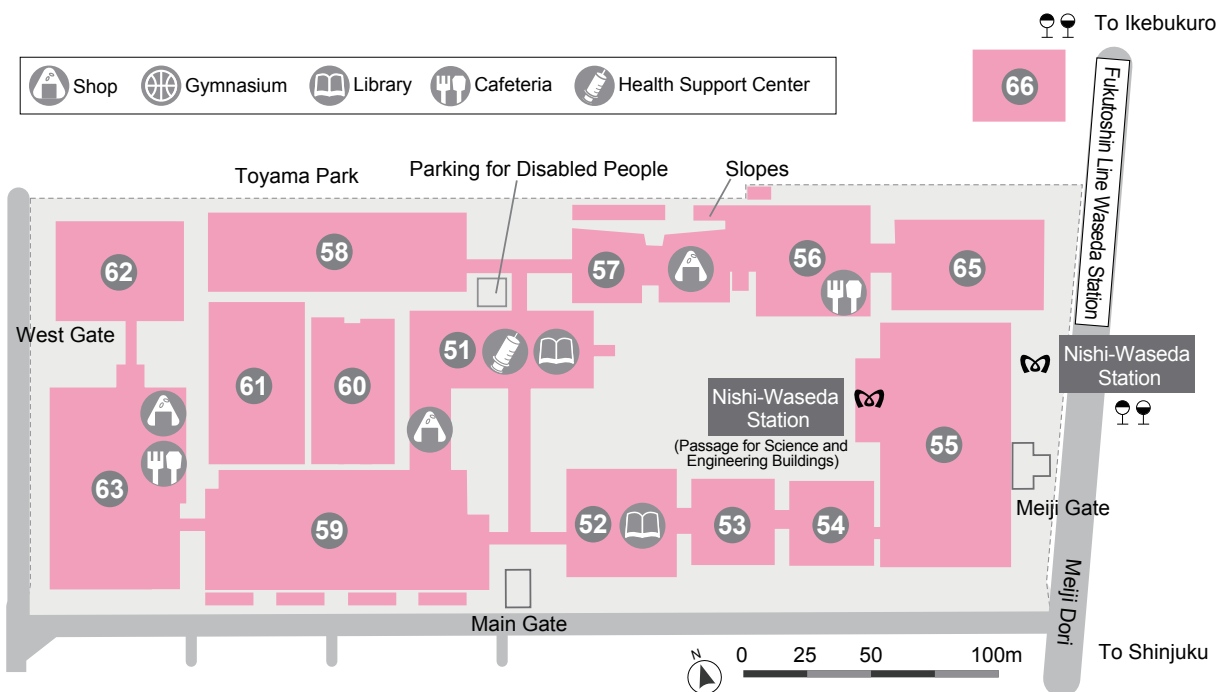 To Ikebukuro
Shop
Gymnasium
Library
Cafeteria
Health Support Center
66
Fukutoshin Line Waseda Station
Toyama Park
Parking for Disabled People
Slopes
62
58
57
56
65
West Gate
51
61
60
Nishi-Waseda
Station
Nishi-Waseda
Station
(Passage for Science and
Engineering Buildings)
55
63
59
52
53
54
Meiji Gate
Meiji Dori
Main Gate
N
0 25 50 100m
To Shinjuku